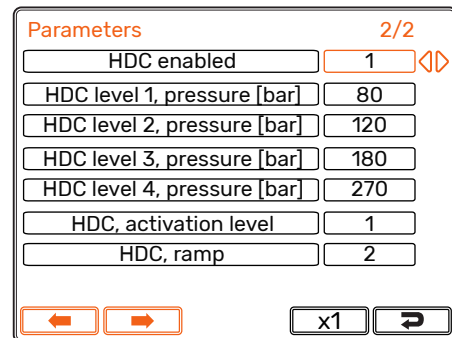 Parameters 2/2
HDC enabled 1
HDC level 1, pressure [bar] 80
HDC level 2, pressure [bar] 120
HDC level 3, pressure [bar] 180
HDC level 4, pressure [bar] 270
HDC, activation level 1
HDC, ramp 2
x1